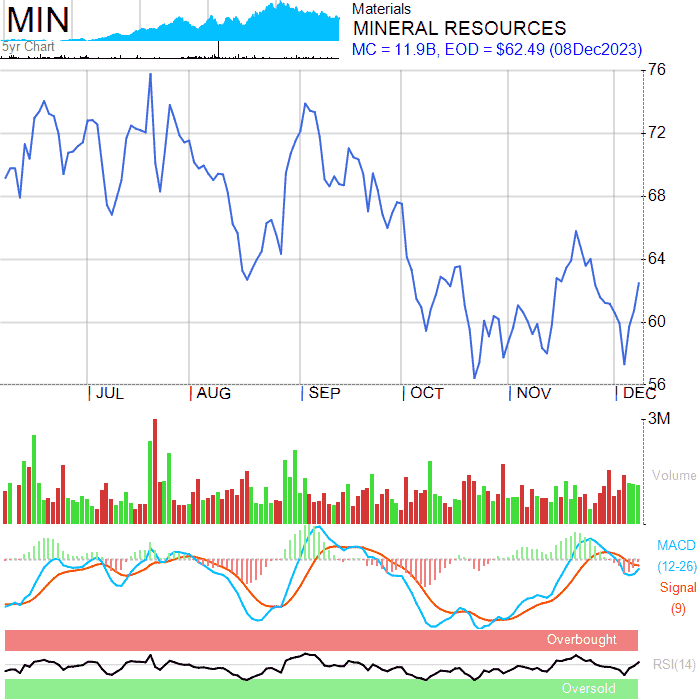 MIN
5yr Chart
Materials
MINERAL RESOURCES
MC = 11.9B, EOD = $62.49 (08Dec2023)
76
72
68
64
60
56
JUL AUG SEP OCT NOV DEC
3M
Volume
MACD
(12-26)
Signal
(9)
Overbought
RSI(14)
Oversold